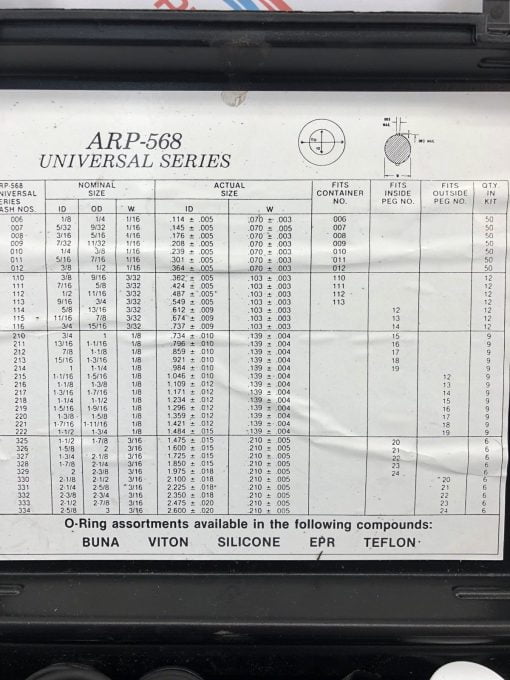 ARP-568
UNIVERSAL SERIES
RP-568 NIVERSAL ERIES ASH NOS. NOMINAL SIZE ID OD W. ACTUAL SIZE ID W FITS CONTAINER NO. FITS INSIDE PEG NO. FITS OUTSIDE PEG NO. QTY. IN KIT
006 1/8 1/4 1/16 .114 ± .005 .070 ± .003 006 50
007 5/32 9/32 1/16 .145 ± .005 .070 ± .005 007 50
008 3/16 5/16 1/16 .176 ± .005 .070 ± .003 008 50
009 7/32 11/32 1/16 .208 ± .005 .070 ± .003 009 50
010 1/4 3/8 1/16 .239 ± .005 .070 ± .003 010 50
011 5/16 7/16 1/16 .301 ± .005 .070 ± .003 011 50
012 3/8 1/2 1/16 .364 ± .005 .070 ± .003 012 50
110 3/8 9/16 3/32 .362 ± .005 .103 ± .003 110 12
111 7/16 5/8 3/32 .424 ± .005 .103 ± .003 111 12
112 1/2 11/16 3/32 .487 ± .005 .103 ± .003 112 12
113 9/16 3/4 3/32 .549 ± .005 .103 ± .003 113 12
114 5/8 13/16 3/32 .612 ± .009 .103 ± .003 12 12
115 11/16 7/8 3/32 .674 ± .009 .103 ± .003 13 12
116 3/4 15/16 3/32 .737 ± .009 .103 ± .003 14 12
210 3/4 1 1/8 .734 ± .010 .139 ± .004 15 9
211 13/16 1-1/16 1/8 .796 ± .010 .139 ± .004 16 9
212 7/8 1-1/8 1/8 .859 ± .010 .139 ± .004 17 9
213 15/16 1-3/16 1/8 .921 ± .010 .139 ± .004 18 9
214 1 1-1/4 1/8 .984 ± .010 .139 ± .004 19 9
215 1-1/16 1-5/16 1/8 1.046 ± .010 .139 ± .004 12 9
216 1-1/8 1-3/8 1/8 1.109 ± .012 .139 ± .004 13 9
217 1-3/16 1-7/16 1/8 1.171 ± .012 .139 ± .004 14 9
218 1-1/4 1-1/2 1/8 1.234 ± .012 .139 ± .004 15 9
219 1-5/16 1-9/16 1/8 1.296 ± .012 .139 ± .004 16 9
220 1-3/8 1-5/8 1/8 1.359 ± .012 .139 ± .004 17 9
221 1-7/16 1-11/16 1/8 1.421 ± .012 .139 ± .004 18 9
222 1-1/2 1-3/4 1/8 1.484 ± .015 .139 ± .004 19 9
325 1-1/2 1-7/8 3/16 1.475 ± .015 .210 ± .005 20 6
326 1-5/8 2 3/16 1.600 ± .015 .210 ± .005 21 6
327 1-3/4 2-1/8 3/16 1.725 ± .015 .210 ± .005 22 6
328 1-7/8 2-1/4 3/16 1.850 ± .015 .210 ± .005 23 6
329 2 2-3/8 3/16 1.975 ± .018 .210 ± .005 24 6
330 2-1/8 2-1/2 3/16 2.100 ± .018 .210 ± .005 20 6
331 2-1/4 2-5/8 3/16 2.225 ± .018 .210 ± .005 21 6
332 2-3/8 2-3/4 3/16 2.350 ± .018 .210 ± .005 22 6
333 2-1/2 2-7/8 3/16 2.475 ± .020 .210 ± .005 23 6
334 2-5/8 3 3/16 2.600 ± .020 .210 ± .005 24 6
O-Ring assortments available in the following compounds:
BUNA VITON SILICONE EPR TEFLON